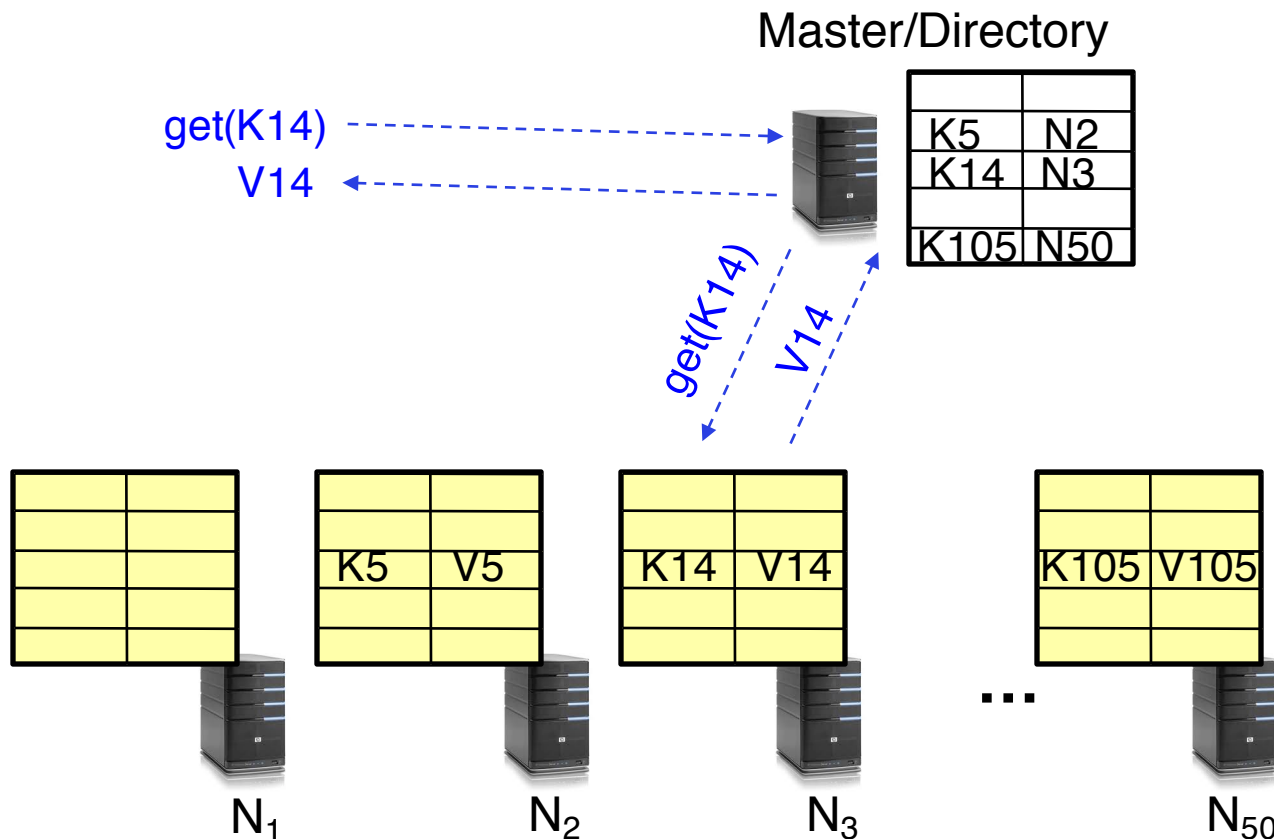 Master/Directory
get(K14)
V14
K5 N2
K14 N3
K105 N50
get(K14)
V14
K5 V5
K14 V14
K105 V105
...
N1
N2
N3
N50